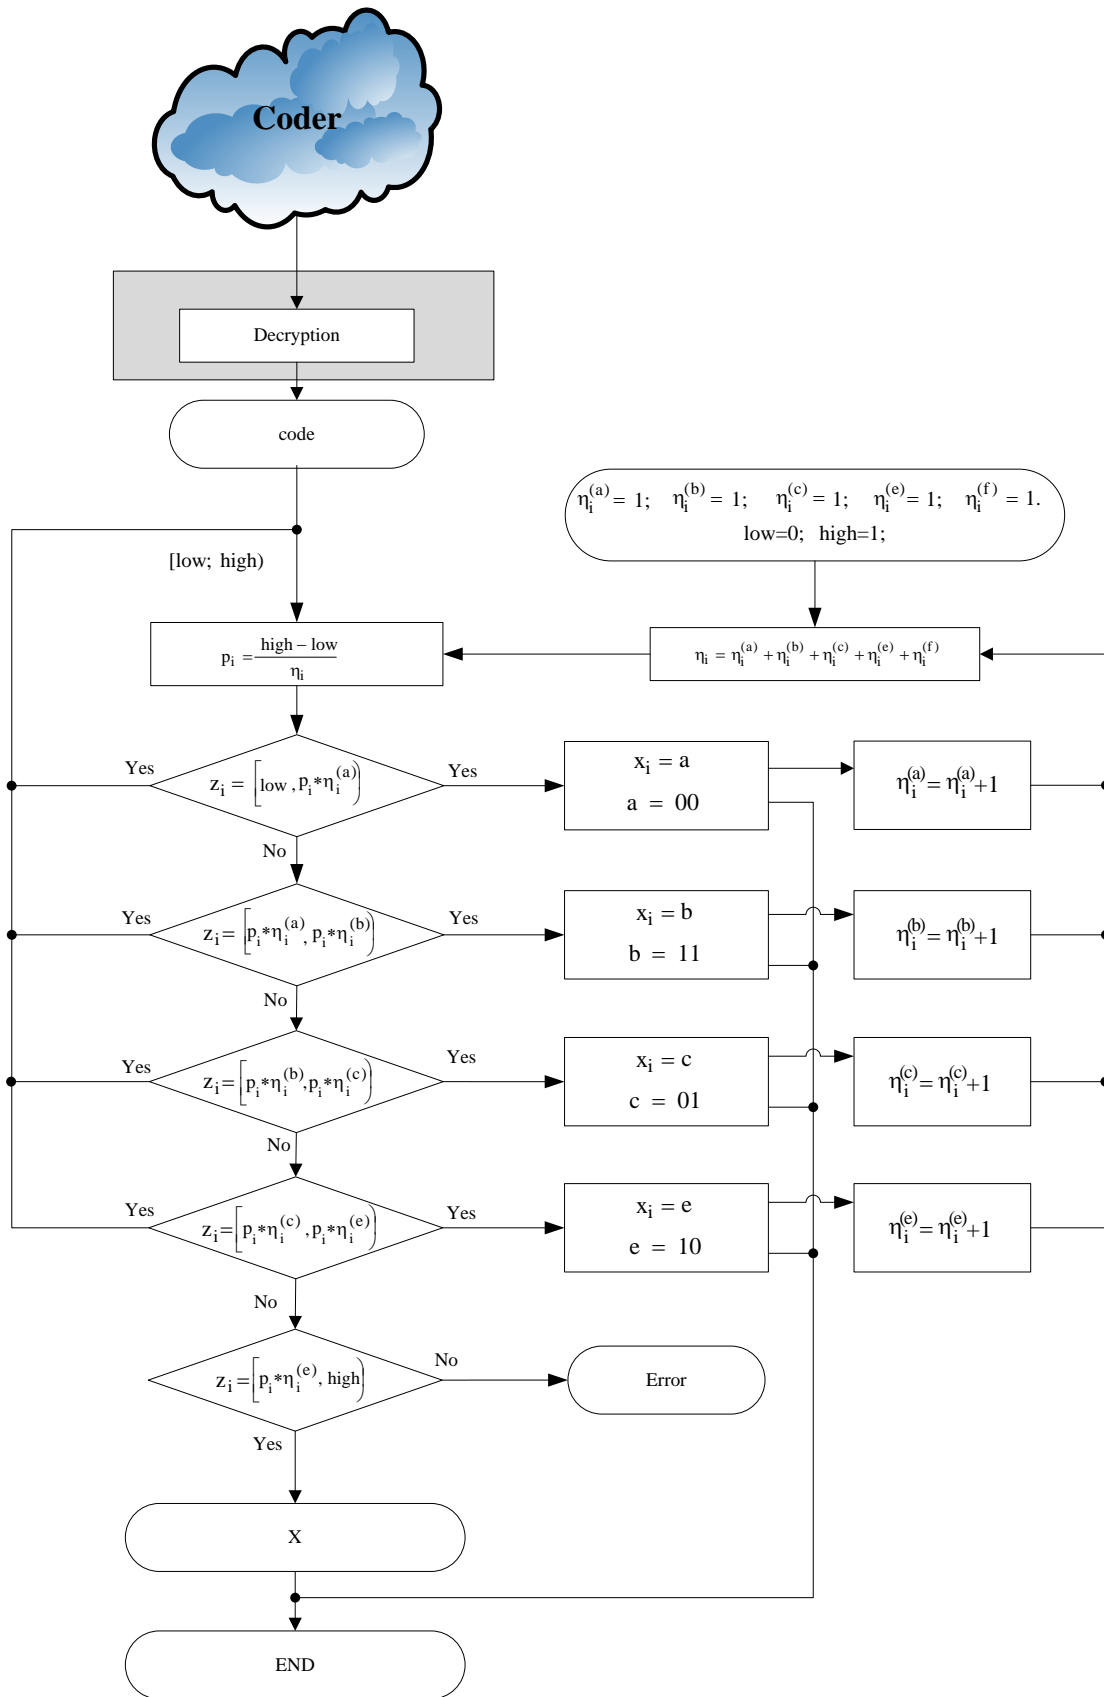 Coder
Decryption
code
η_i^(a) = 1; η_i^(b) = 1; η_i^(c) = 1; η_i^(e) = 1; η_i^(f) = 1.
low=0; high=1;
[low; high)
p_i = (high − low) / η_i
η_i = η_i^(a) + η_i^(b) + η_i^(c) + η_i^(e) + η_i^(f)
Yes
z_i = [low , p_i*η_i^(a))
Yes
x_i = a
a = 00
η_i^(a) = η_i^(a)+1
No
Yes
z_i = [p_i*η_i^(a), p_i*η_i^(b))
Yes
x_i = b
b = 11
η_i^(b) = η_i^(b)+1
No
Yes
z_i = [p_i*η_i^(b), p_i*η_i^(c))
Yes
x_i = c
c = 01
η_i^(c) = η_i^(c)+1
No
Yes
z_i = [p_i*η_i^(c), p_i*η_i^(e))
Yes
x_i = e
e = 10
η_i^(e) = η_i^(e)+1
No
z_i = [p_i*η_i^(e), high)
No
Error
Yes
X
END